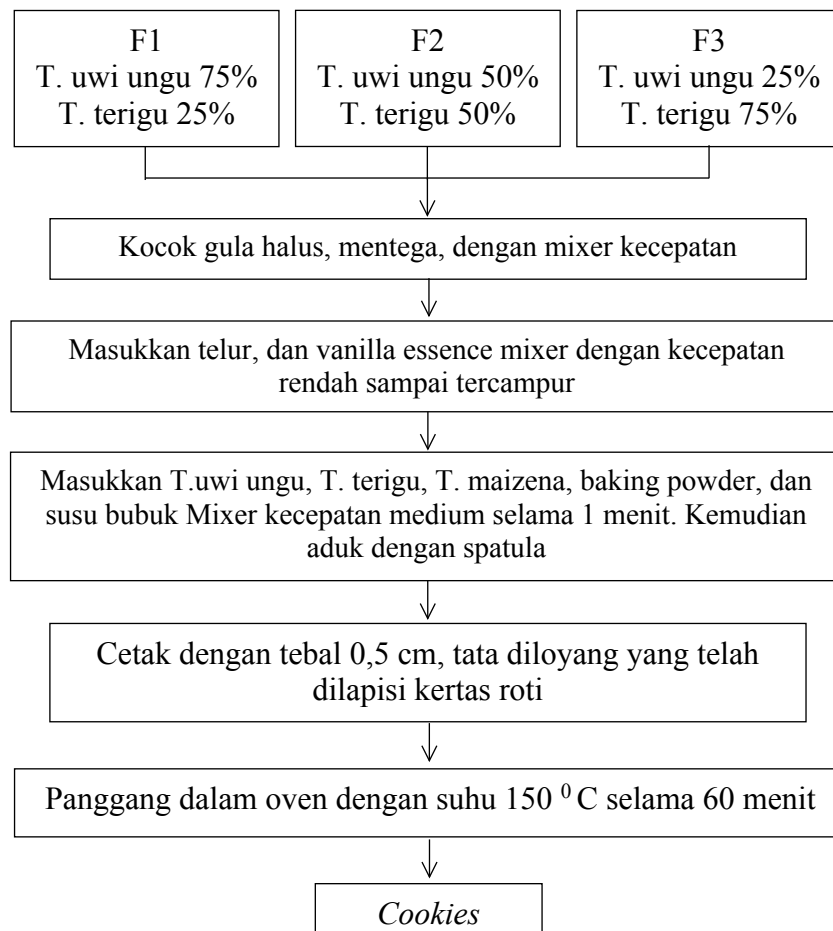 F1
T. uwi ungu 75%
T. terigu 25%
F2
T. uwi ungu 50%
T. terigu 50%
F3
T. uwi ungu 25%
T. terigu 75%
Kocok gula halus, mentega, dengan mixer kecepatan
Masukkan telur, dan vanilla essence mixer dengan kecepatan
rendah sampai tercampur
Masukkan T.uwi ungu, T. terigu, T. maizena, baking powder, dan
susu bubuk Mixer kecepatan medium selama 1 menit. Kemudian
aduk dengan spatula
Cetak dengan tebal 0,5 cm, tata diloyang yang telah
dilapisi kertas roti
Panggang dalam oven dengan suhu 150 ⁰ C selama 60 menit
Cookies